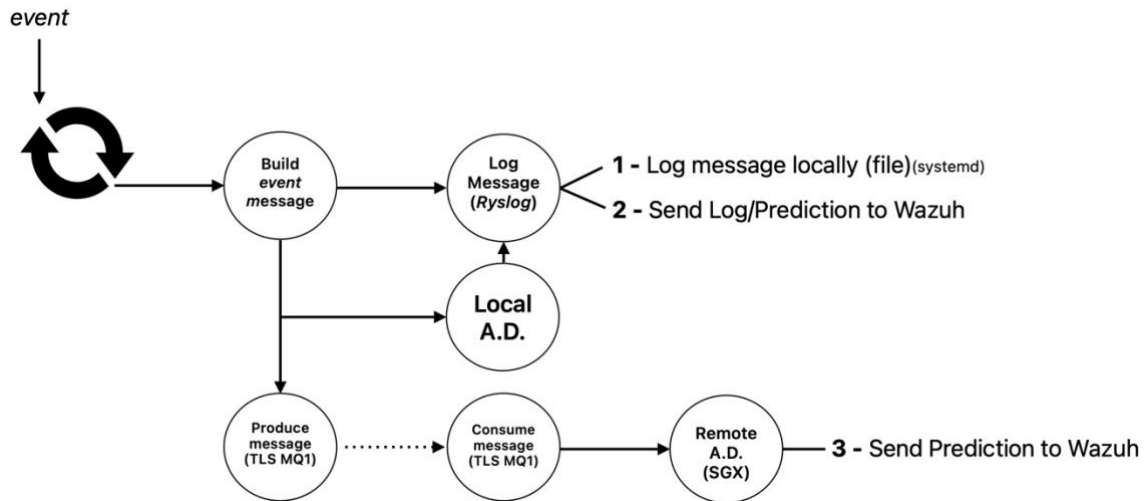 event
Build
event
message
Log
Message
(Ryslog)
1 - Log message locally (file)(systemd)
2 - Send Log/Prediction to Wazuh
Local
A.D.
Produce
message
(TLS MQ1)
Consume
message
(TLS MQ1)
Remote
A.D.
(SGX)
3 - Send Prediction to Wazuh